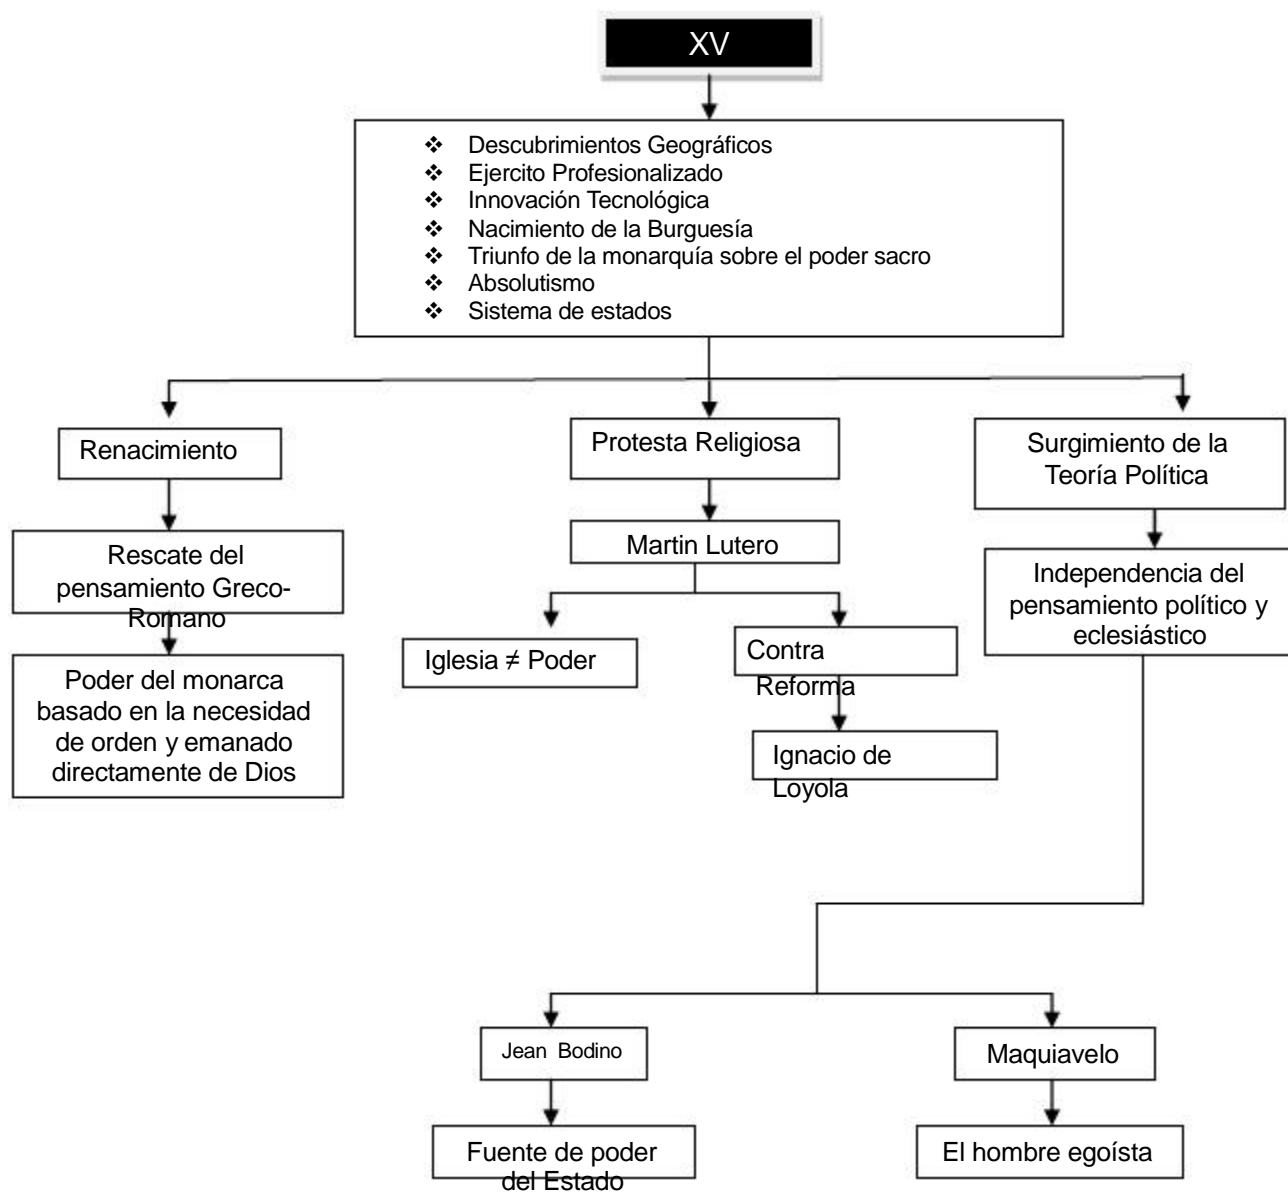 XV
❖ Descubrimientos Geográficos
❖ Ejercito Profesionalizado
❖ Innovación Tecnológica
❖ Nacimiento de la Burguesía
❖ Triunfo de la monarquía sobre el poder sacro
❖ Absolutismo
❖ Sistema de estados
Renacimiento
Rescate del
pensamiento Greco-
Romano
Poder del monarca
basado en la necesidad
de orden y emanado
directamente de Dios
Protesta Religiosa
Martin Lutero
Iglesia ≠ Poder
Contra
Reforma
Ignacio de
Loyola
Surgimiento de la
Teoría Política
Independencia del
pensamiento político y
eclesiástico
Jean Bodino
Fuente de poder
del Estado
Maquiavelo
El hombre egoísta